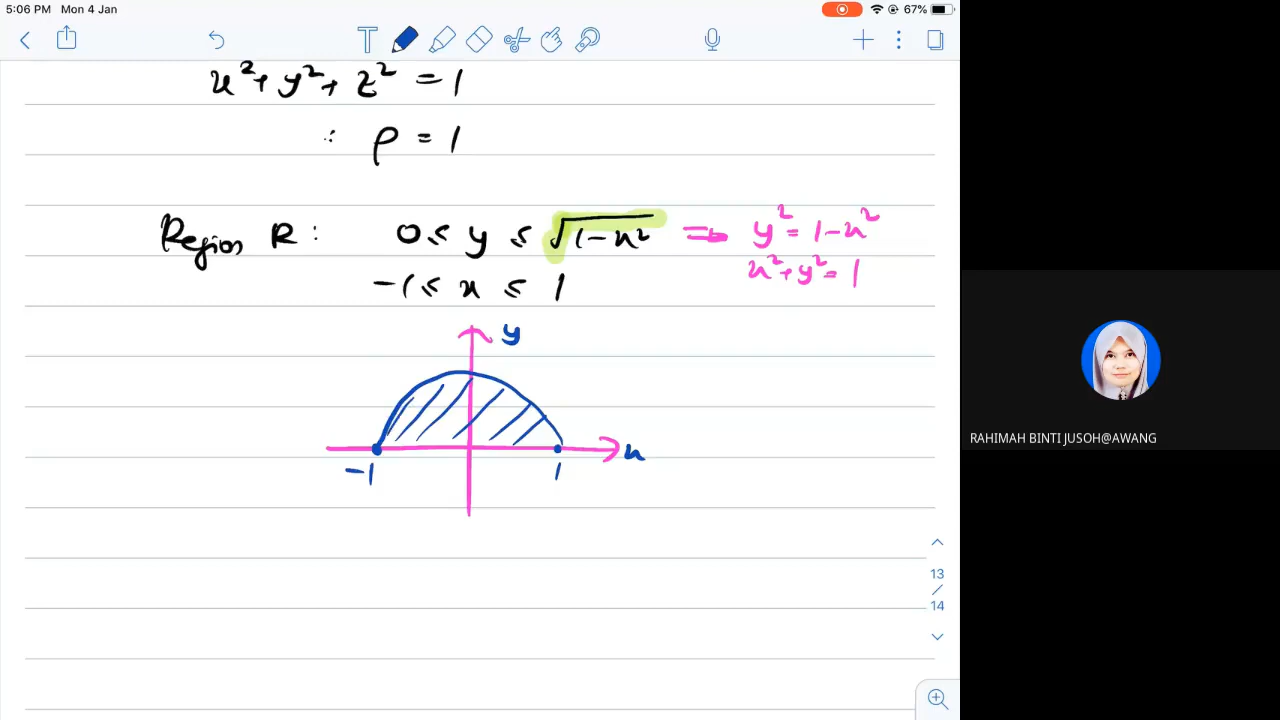 5:06 PM Mon 4 Jan
67%
x² + y² + z² = 1
∴ ρ = 1
Region R : 0 ≤ y ≤ √(1-x²) ⇒ y² = 1-x²
x² + y² = 1
-1 ≤ x ≤ 1
y
x
-1
1
RAHIMAH BINTI JUSOH@AWANG
13
/
14